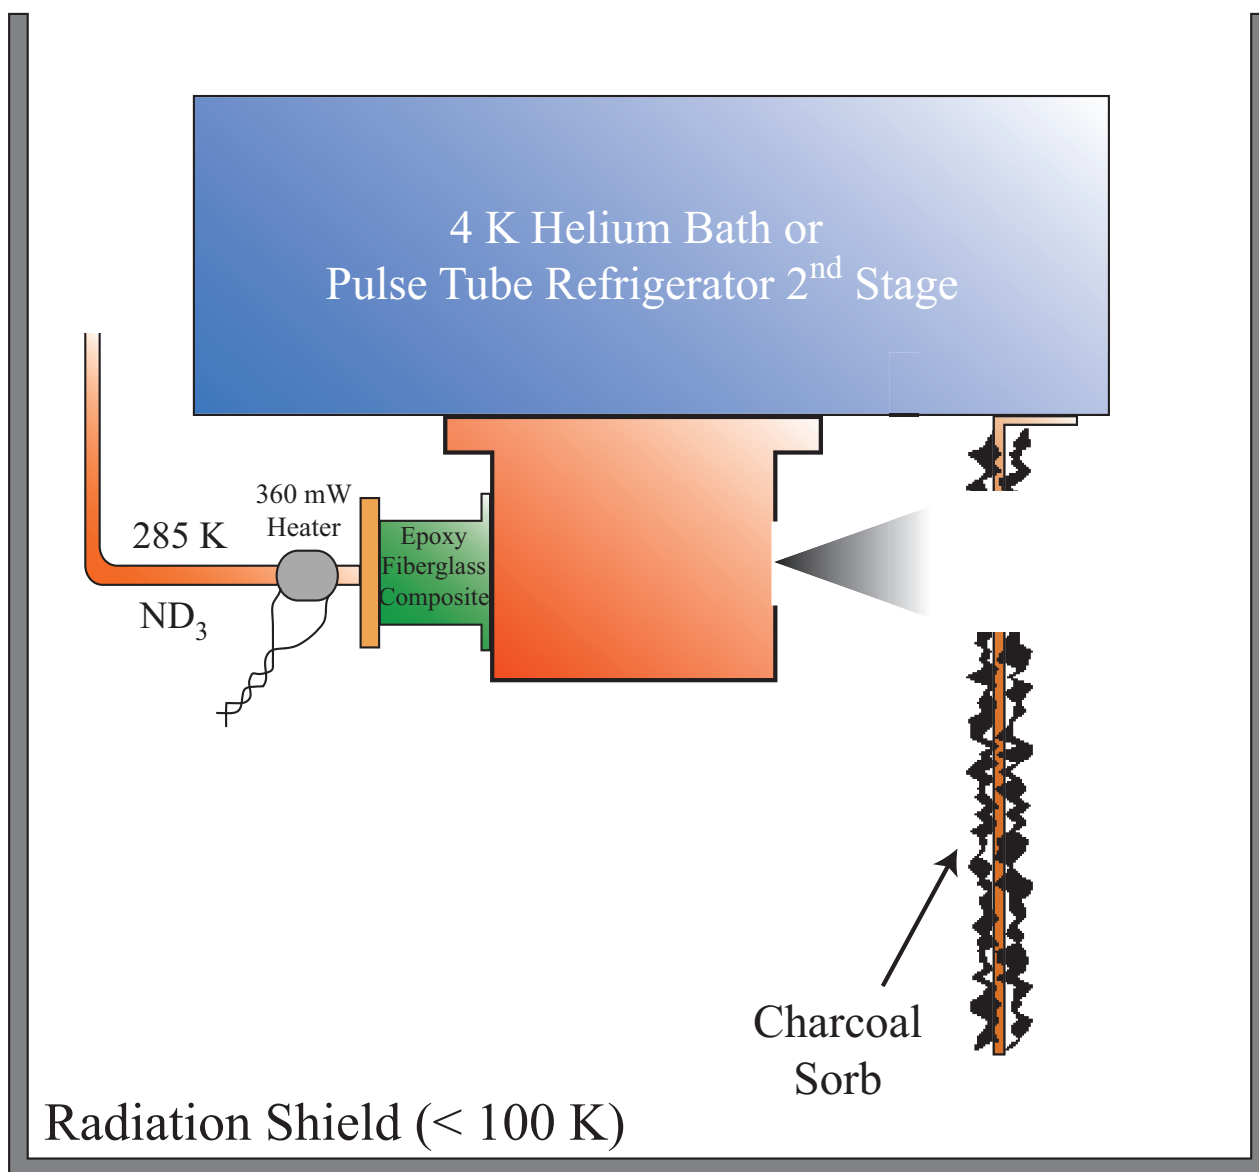 4 K Helium Bath or
Pulse Tube Refrigerator 2nd Stage
360 mW
Heater
285 K
ND3
Epoxy
Fiberglass
Composite
Charcoal
Sorb
Radiation Shield (< 100 K)